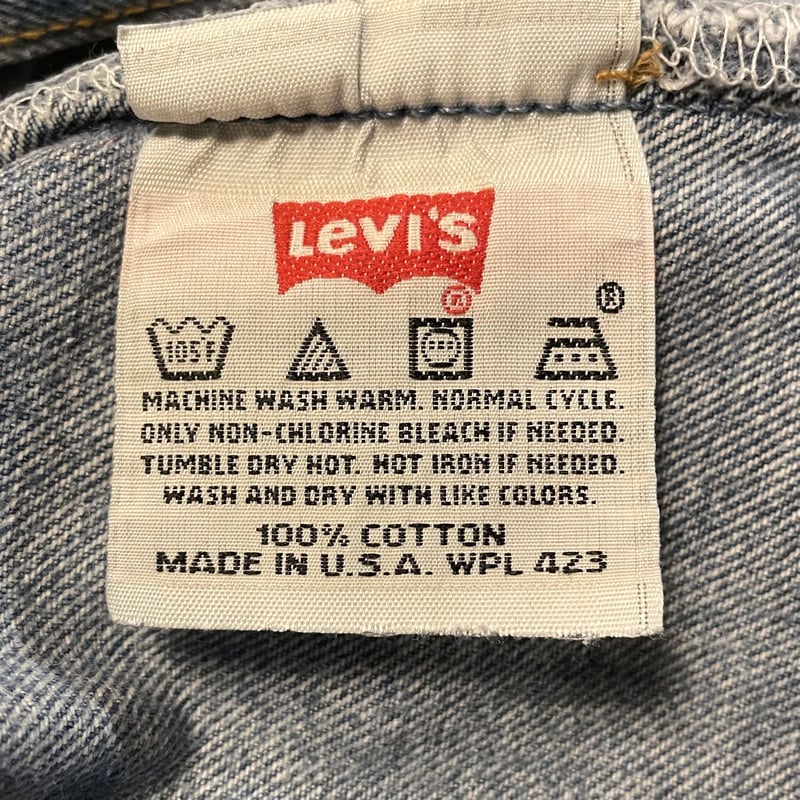 Levi's
®
®
105F
MACHINE WASH WARM. NORMAL CYCLE.
ONLY NON-CHLORINE BLEACH IF NEEDED.
TUMBLE DRY HOT. HOT IRON IF NEEDED.
WASH AND DRY WITH LIKE COLORS.
100% COTTON
MADE IN U.S.A. WPL 423